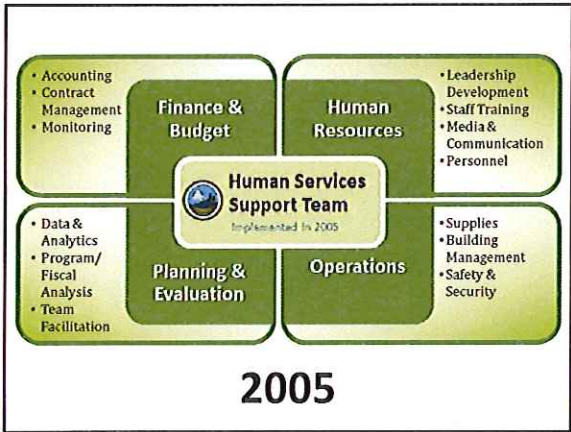 • Accounting
• Contract
Management
• Monitoring
Finance &
Budget
Human
Resources
• Leadership
Development
• Staff Training
• Media &
Communication
• Personnel
Human Services
Support Team
Implemented In 2005
• Data &
Analytics
• Program/
Fiscal
Analysis
• Team
Facilitation
Planning &
Evaluation
Operations
• Supplies
• Building
Management
• Safety &
Security
2005